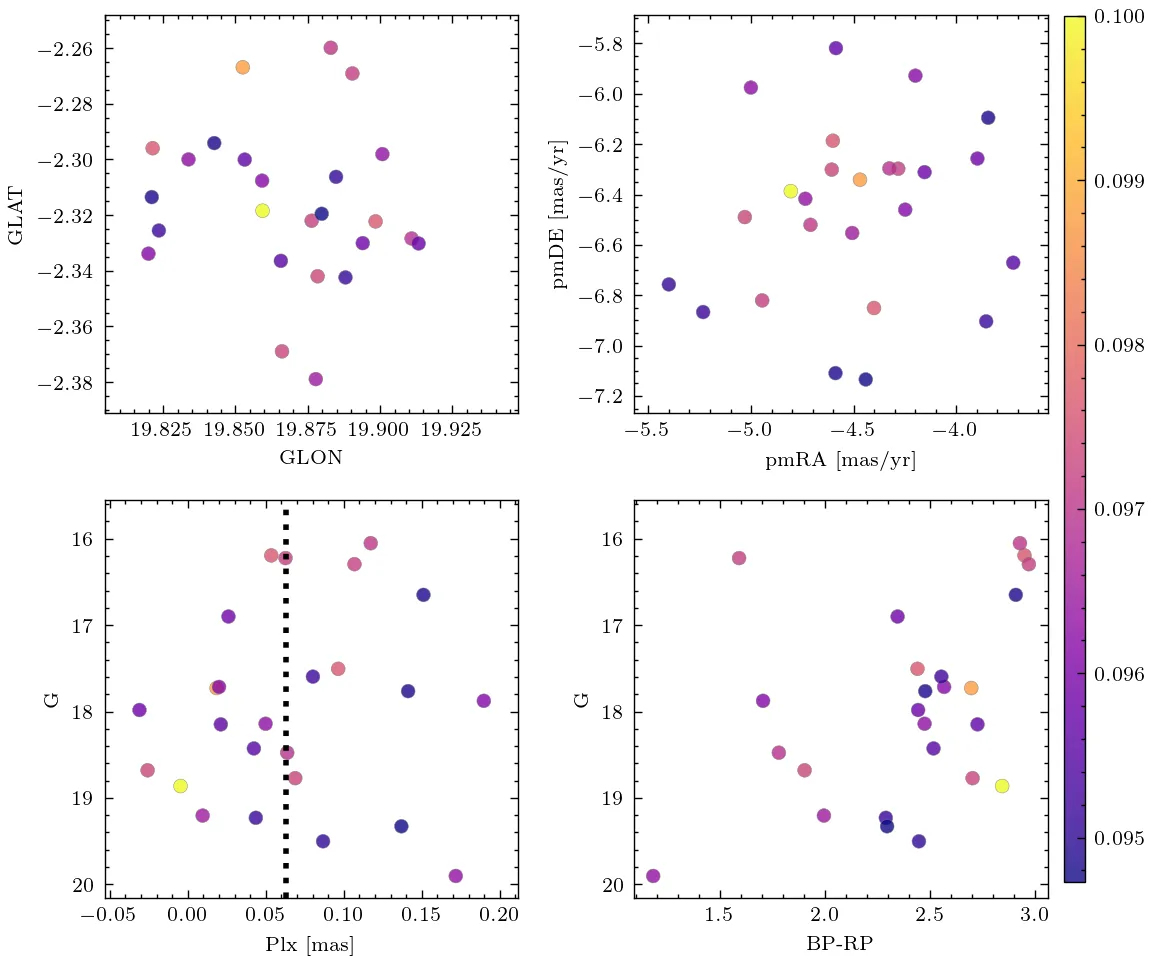 −2.26
−2.28
−2.30
−2.32
−2.34
−2.36
−2.38
GLAT
19.825 19.850 19.875 19.900 19.925
GLON
−5.8
−6.0
−6.2
−6.4
−6.6
−6.8
−7.0
−7.2
pmDE [mas/yr]
−5.5 −5.0 −4.5 −4.0
pmRA [mas/yr]
16
17
18
19
20
G
−0.05 0.00 0.05 0.10 0.15 0.20
Plx [mas]
16
17
18
19
20
G
1.5 2.0 2.5 3.0
BP-RP
0.100
0.099
0.098
0.097
0.096
0.095